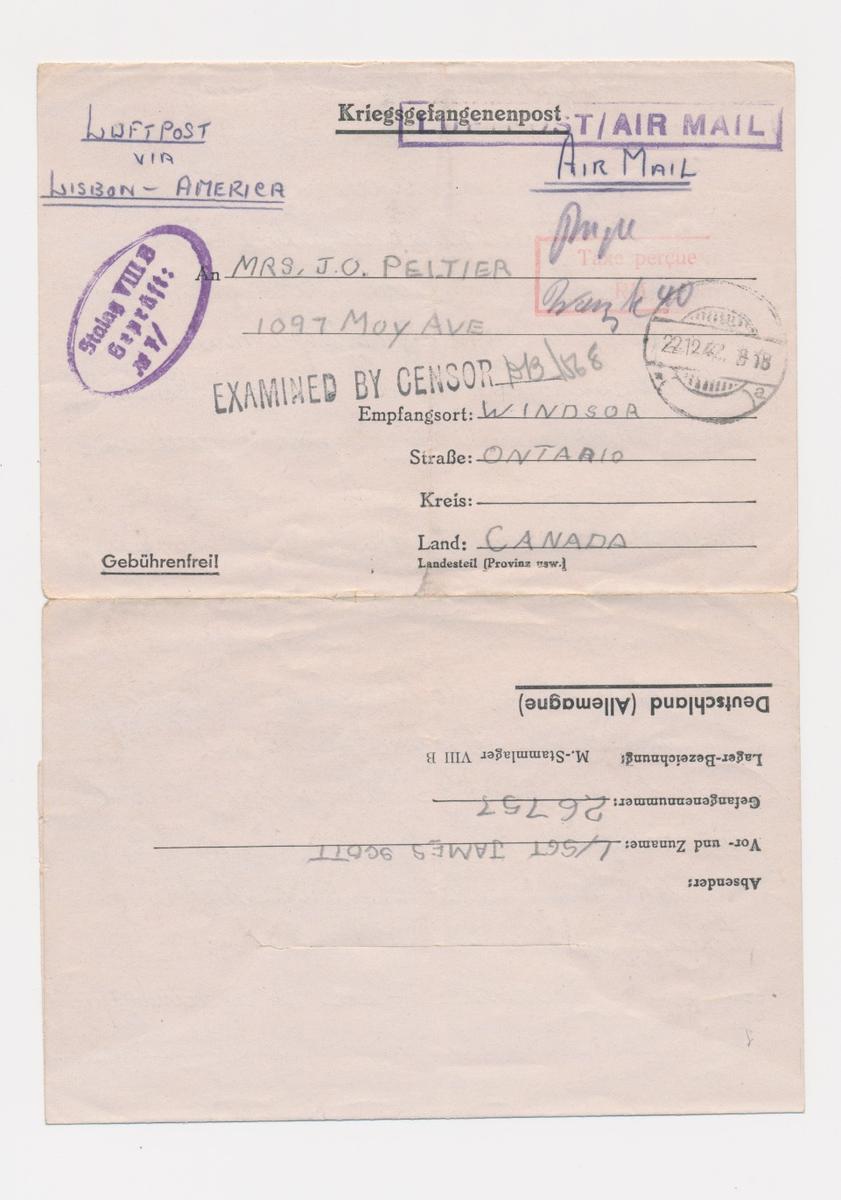 Kriegsgefangenenpost
LUFTPOST/AIR MAIL
LUFTPOST
VIA
LISBON - AMERICA
AIR MAIL
Taxe perçue
40
Stalag VIII B
Geprüft:
An MRS. J.O. PELTIER
1097 MOY AVE
22.12.42.
EXAMINED BY CENSOR
Empfangsort: WINDSOR
Straße: ONTARIO
Kreis:
Land: CANADA
Landesteil (Provinz usw.)
Gebührenfrei!
Absender:
Vor- und Zuname: L/SGT JAMES SCOTT
Gefangenennummer: 26757
Lager-Bezeichnung: M.-Stammlager VIII B
Deutschland (Allemagne)